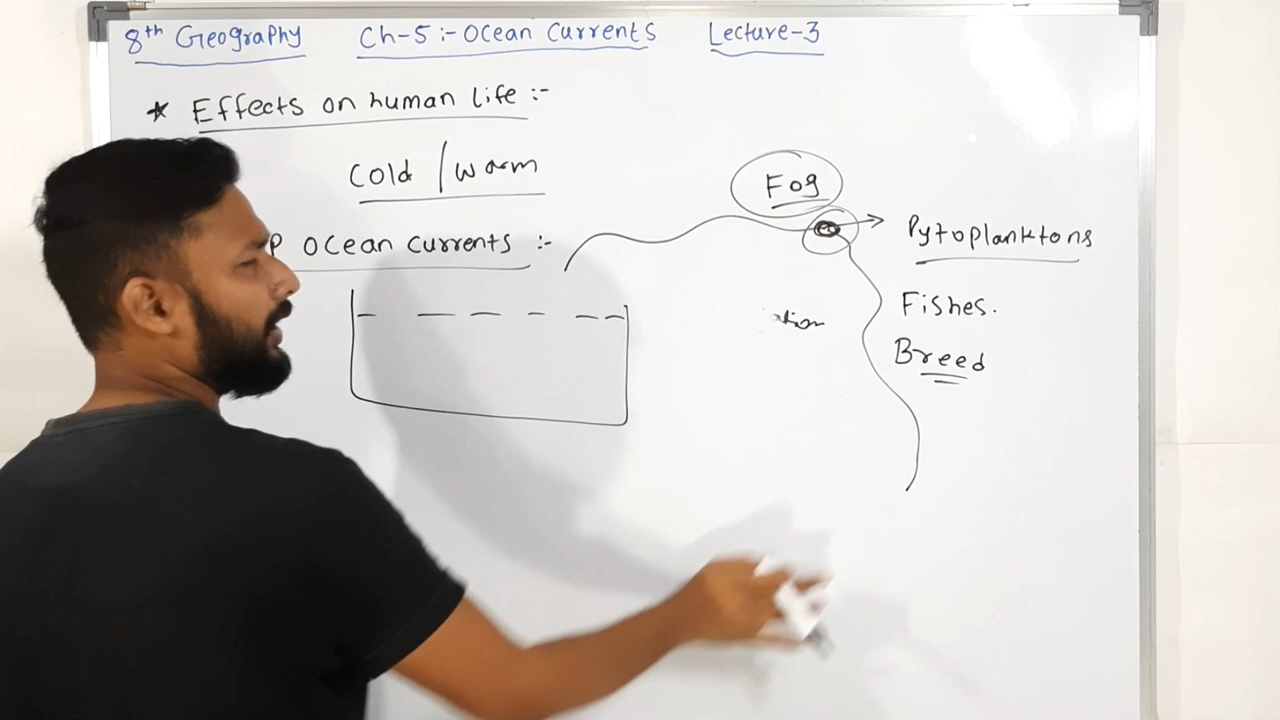 8th Geography Ch-5:- Ocean Currents Lecture-3
* Effects on human life :-
Cold / warm
Fog
Ocean currents :-
Pytoplanktons
Fishes.
Breed